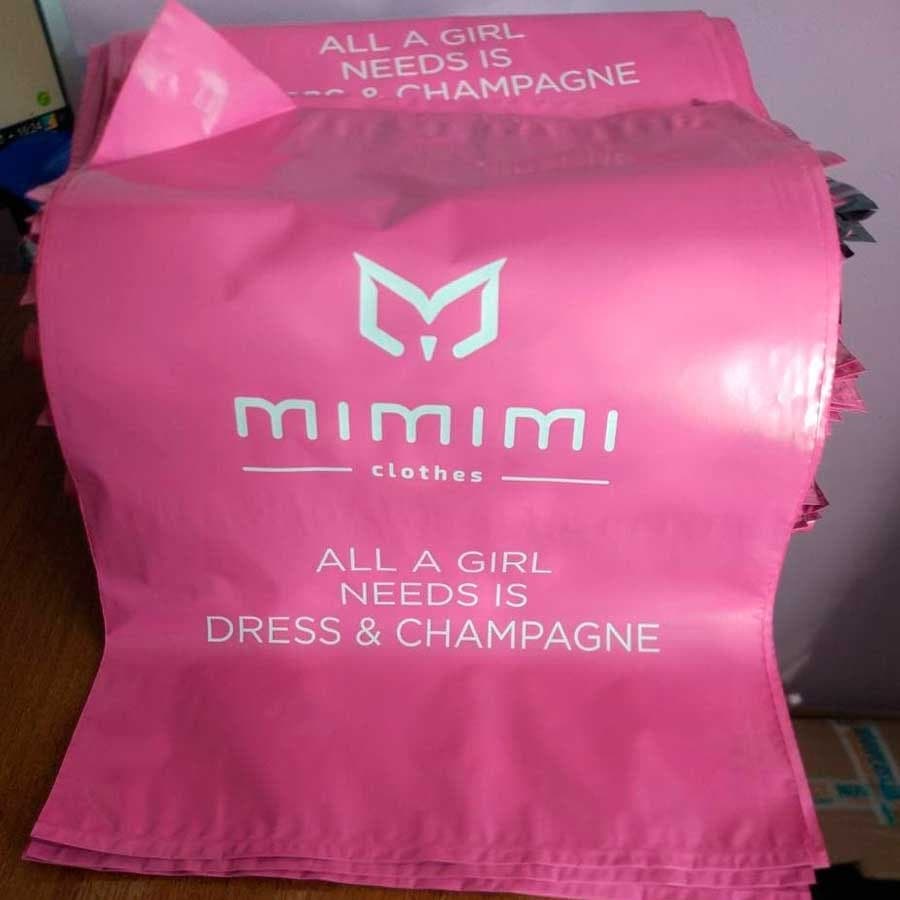 ALL A GIRL
NEEDS IS
& CHAMPAGNE
mimimi
clothes
ALL A GIRL
NEEDS IS
DRESS & CHAMPAGNE